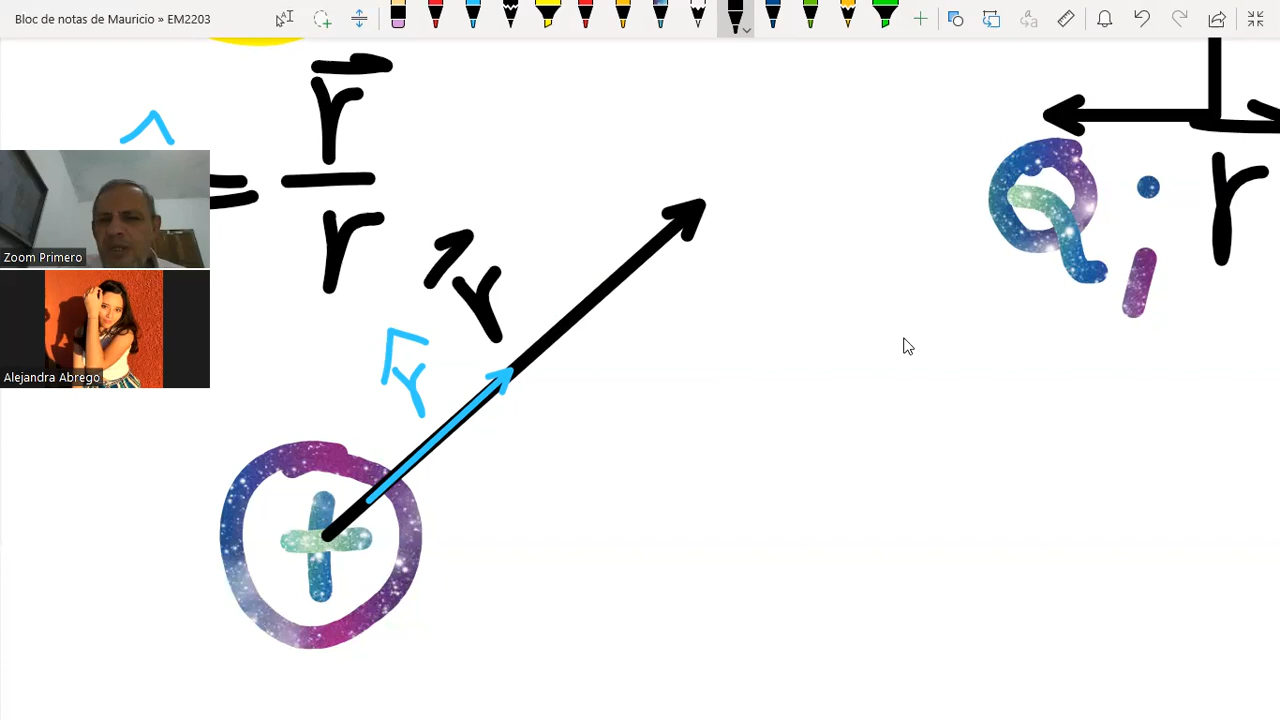 Bloc de notas de Mauricio » EM2203
r
=
r
r
r
Zoom Primero
Alejandra Abrego
+
Q i
r